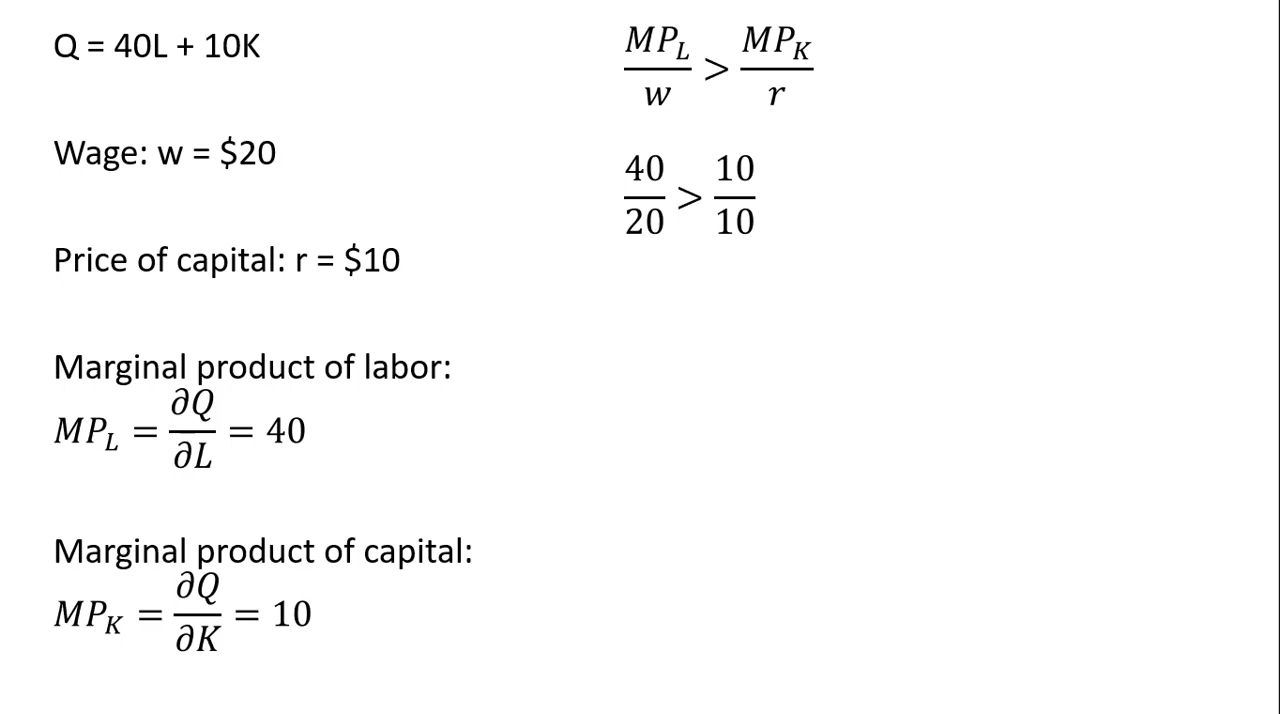 Q = 40L + 10K
Wage: w = $20
Price of capital: r = $10
Marginal product of labor:
MP_L = ∂Q/∂L = 40
Marginal product of capital:
MP_K = ∂Q/∂K = 10
MP_L/w > MP_K/r
40/20 > 10/10